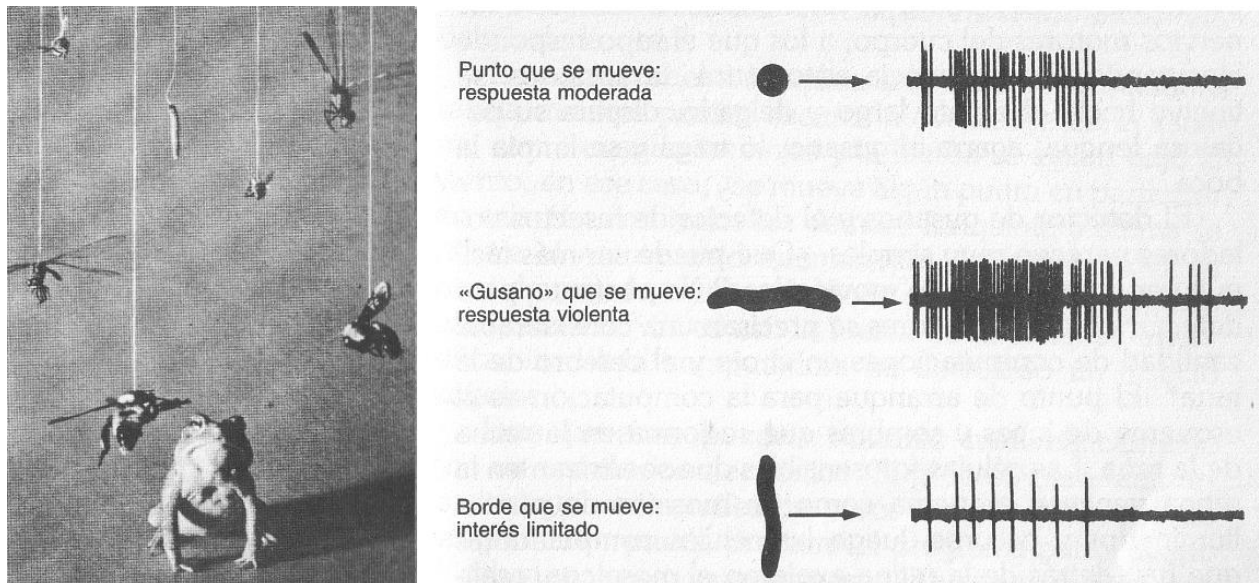 Punto que se mueve:
respuesta moderada
«Gusano» que se mueve:
respuesta violenta
Borde que se mueve:
interés limitado